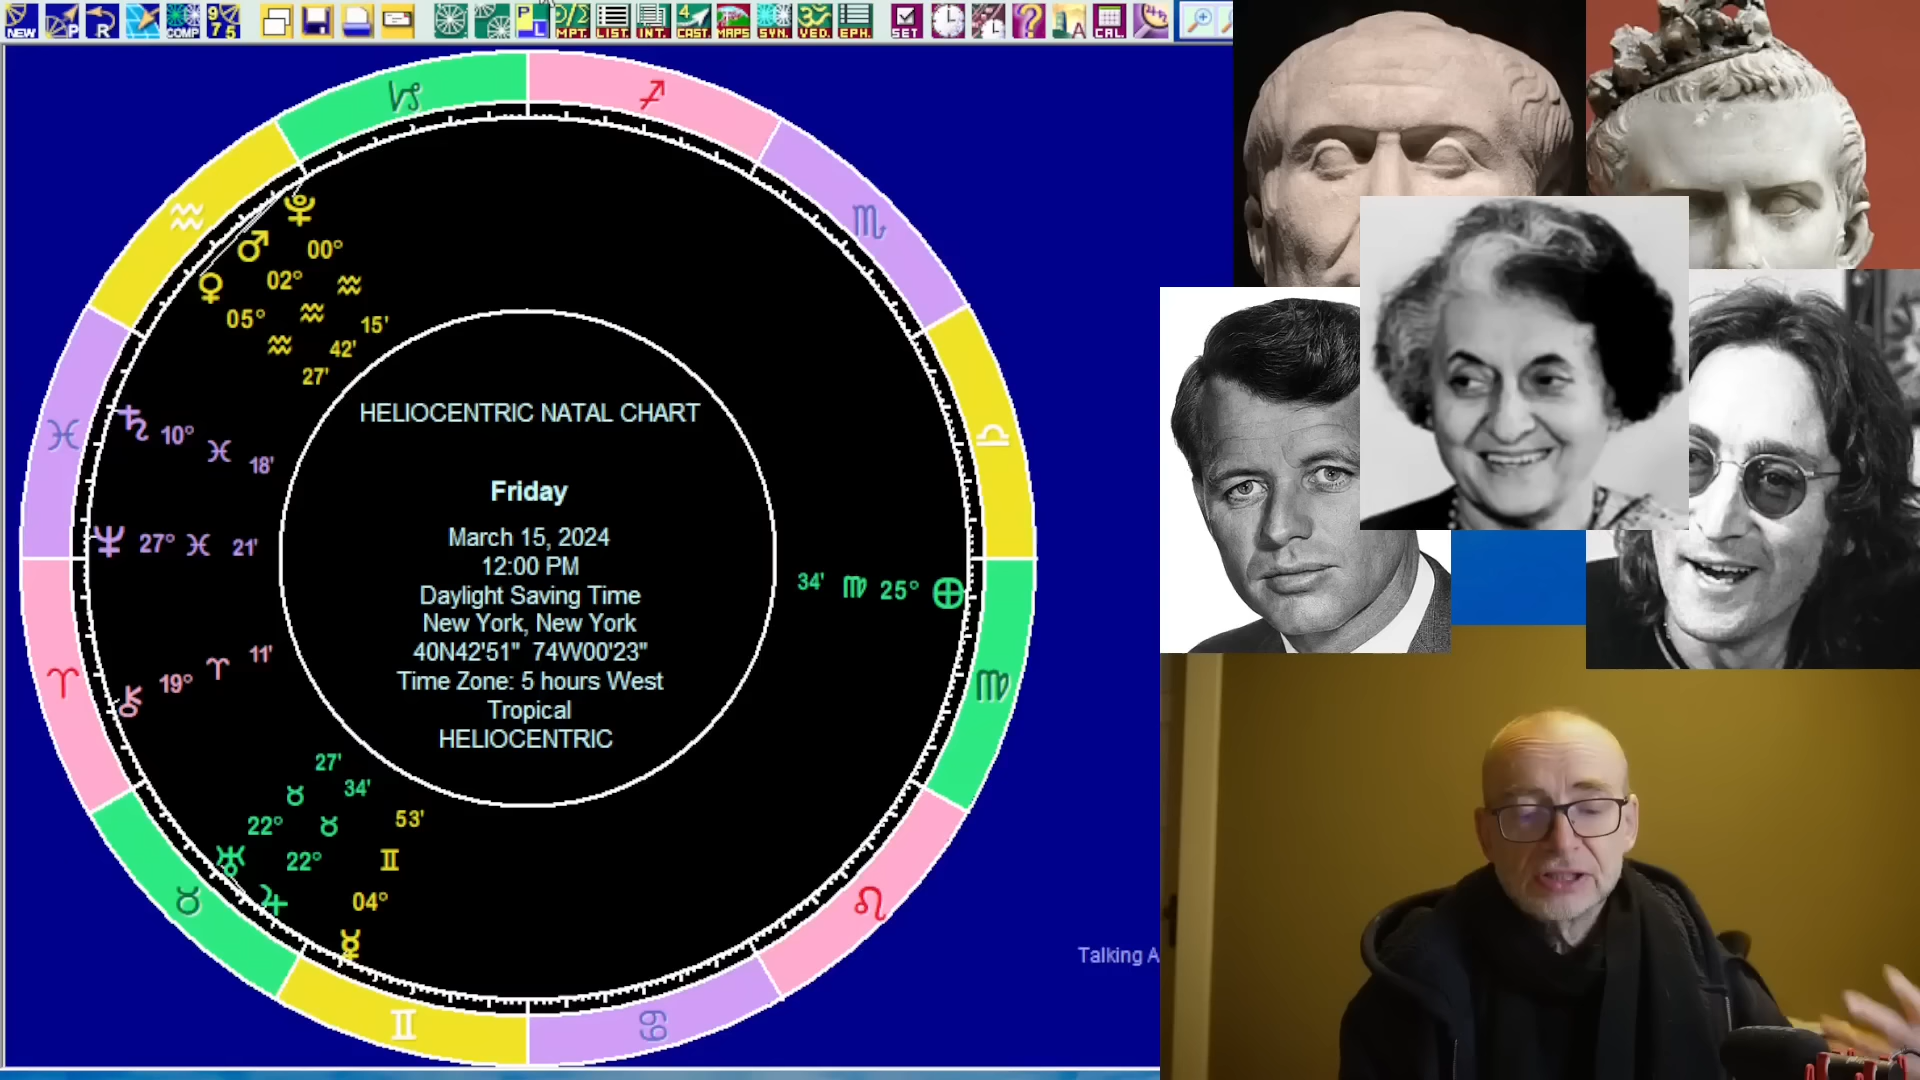 NEW P R COMP 9 7 5 P L MPT. LIST. INT. CAST. MAPS SYN. VED. EPH. SET A CAL.
00°
02°
05° 15'
42'
27'
10° 18'
27° 21'
19° 11'
27'
34'
22° 53'
22°
04°
34' 25°
HELIOCENTRIC NATAL CHART
Friday
March 15, 2024
12:00 PM
Daylight Saving Time
New York, New York
40N42'51" 74W00'23"
Time Zone: 5 hours West
Tropical
HELIOCENTRIC
Talking A